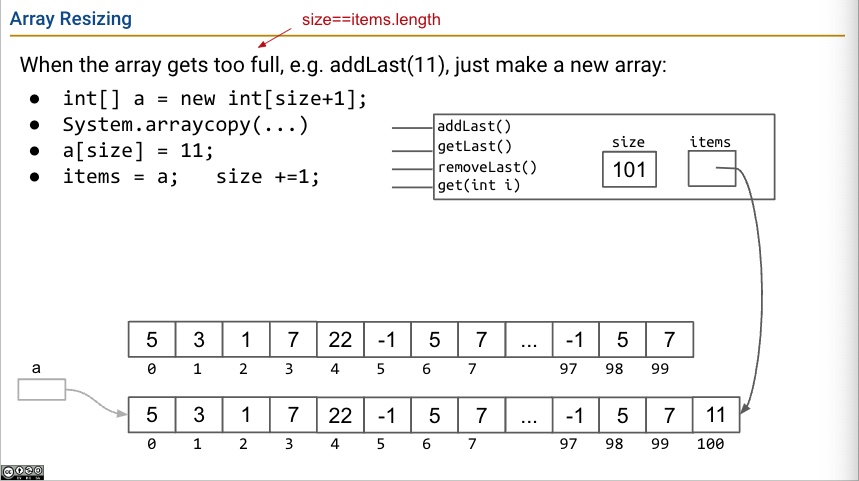 Array Resizing
size==items.length
When the array gets too full, e.g. addLast(11), just make a new array:
● int[] a = new int[size+1];
● System.arraycopy(...)
● a[size] = 11;
● items = a;   size +=1;
addLast()
getLast()
removeLast()
get(int i)
size
items
101
5 3 1 7 22 -1 5 7 ... -1 5 7
0 1 2 3 4 5 6 7 97 98 99
a
5 3 1 7 22 -1 5 7 ... -1 5 7 11
0 1 2 3 4 5 6 7 97 98 99 100